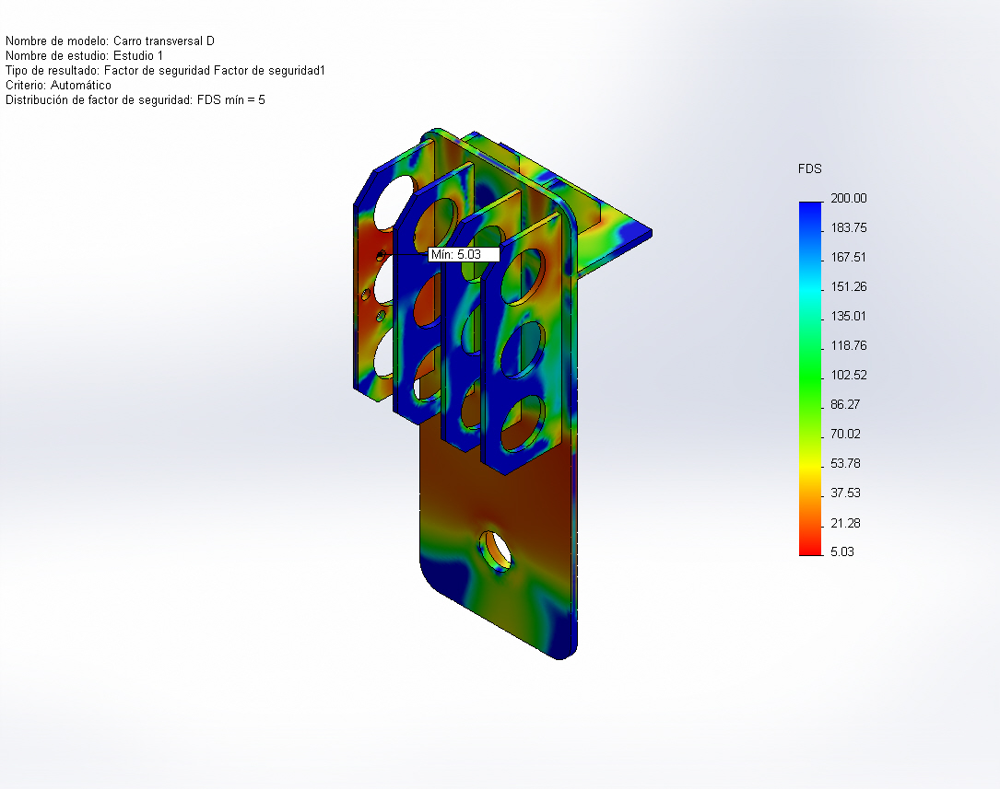 Nombre de modelo: Carro transversal D
Nombre de estudio: Estudio 1
Tipo de resultado: Factor de seguridad Factor de seguridad1
Criterio: Automático
Distribución de factor de seguridad: FDS mín = 5
FDS
200.00
183.75
167.51
151.26
135.01
118.76
102.52
86.27
70.02
53.78
37.53
21.28
5.03
Mín: 5.03